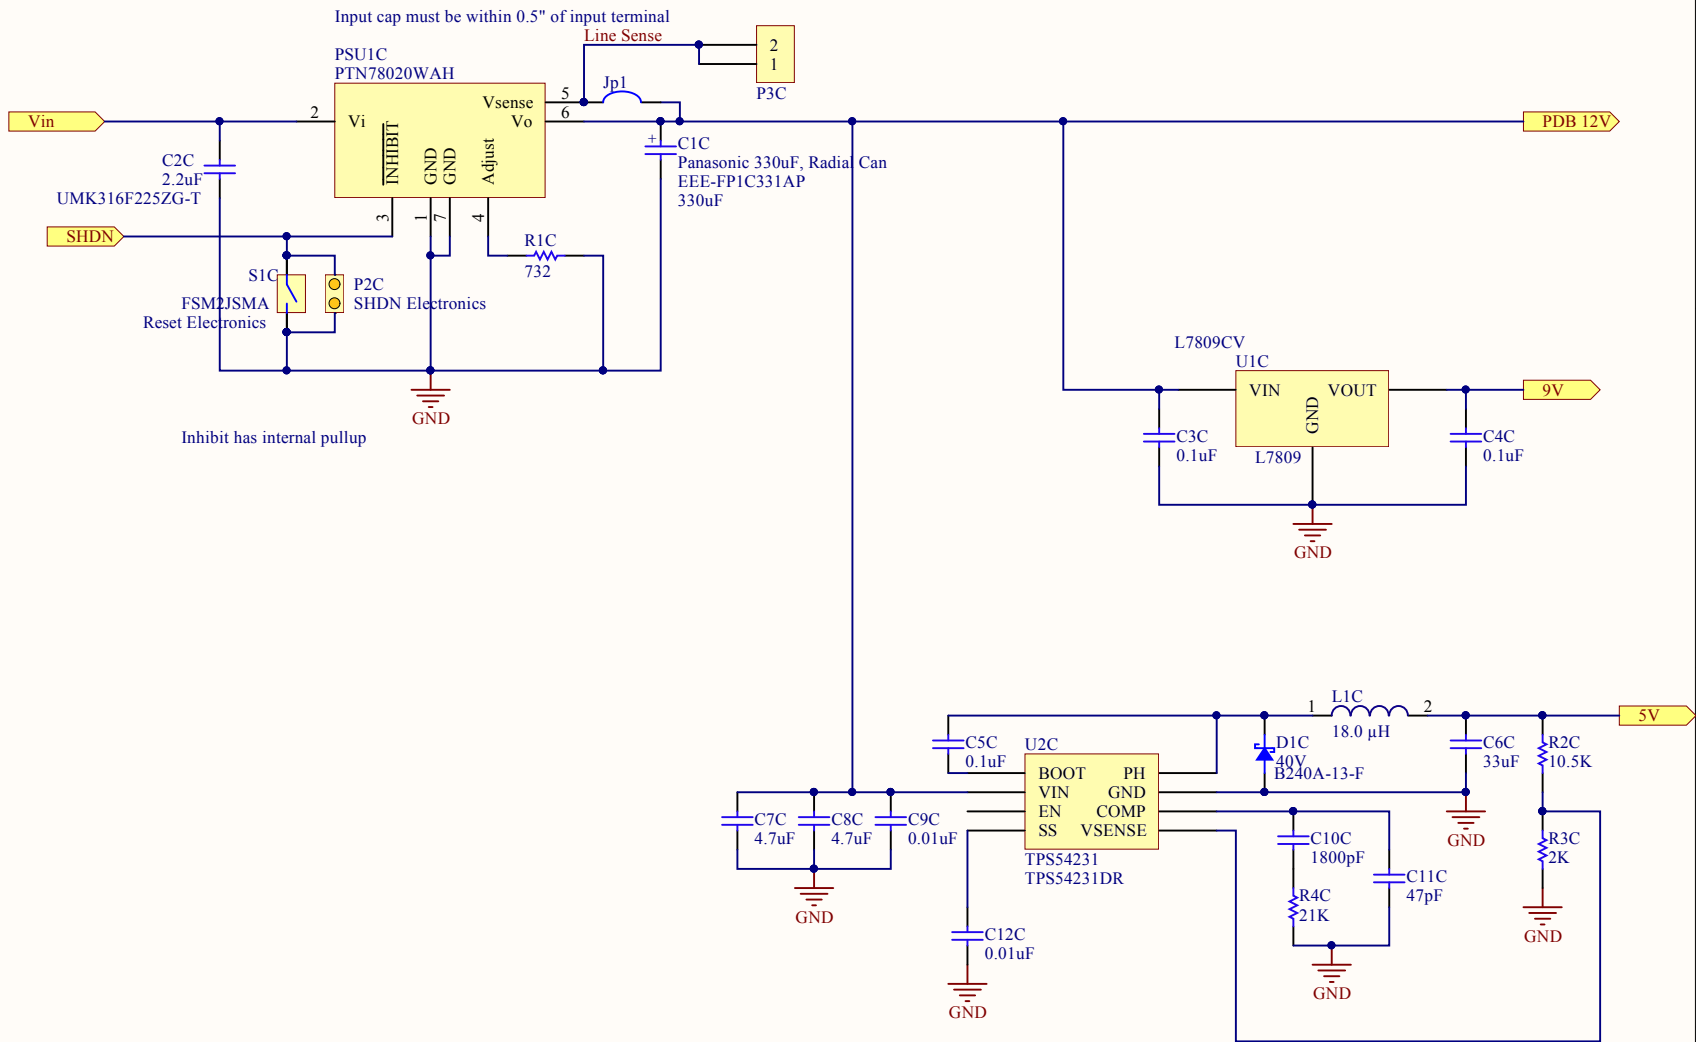 Input cap must be within 0.5" of input terminal
Line Sense
PSU1C
PTN78020WAH
2
1
P3C
Jp1
Vin
2
Vi
INHIBIT
GND
GND
Adjust
Vsense
Vo
5
6
PDB 12V
C1C
+
Panasonic 330uF, Radial Can
EEE-FP1C331AP
330uF
C2C
2.2uF
UMK316F225ZG-T
3
1
7
4
SHDN
R1C
732
S1C
FSM2JSMA
Reset Electronics
P2C
SHDN Electronics
GND
Inhibit has internal pullup
L7809CV
U1C
VIN
VOUT
GND
L7809
9V
C3C
0.1uF
C4C
0.1uF
GND
L1C
1
2
18.0 µH
5V
C5C
0.1uF
U2C
BOOT
VIN
EN
SS
PH
GND
COMP
VSENSE
TPS54231
TPS54231DR
D1C
40V
B240A-13-F
C6C
33uF
R2C
10.5K
C7C
4.7uF
C8C
4.7uF
C9C
0.01uF
GND
C10C
1800pF
GND
R3C
2K
C11C
47pF
R4C
21K
GND
C12C
0.01uF
GND
GND